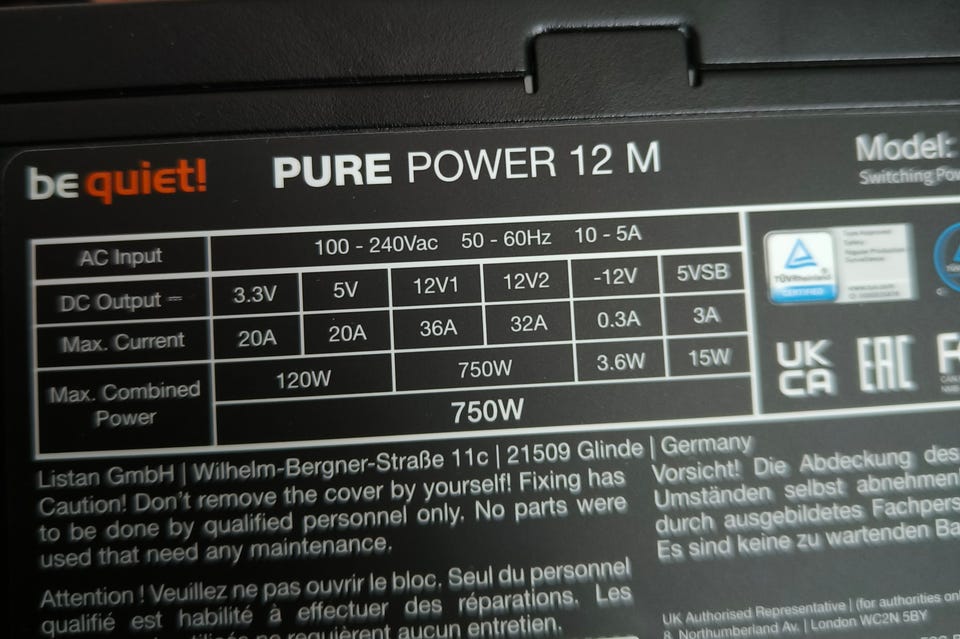 be quiet! PURE POWER 12 M
Model:
Switching Pow
AC Input 100 - 240Vac 50 - 60Hz 10 - 5A
DC Output ⎓ 3.3V 5V 12V1 12V2 -12V 5VSB
Max. Current 20A 20A 36A 32A 0.3A 3A
Max. Combined Power 120W 750W 3.6W 15W
750W
TÜVRheinland
CERTIFIED
UK
CA
EAC
Listan GmbH | Wilhelm-Bergner-Straße 11c | 21509 Glinde | Germany
Caution! Don't remove the cover by yourself! Fixing has
to be done by qualified personnel only. No parts were
used that need any maintenance.
Attention ! Veuillez ne pas ouvrir le bloc. Seul du personnel
qualifié est habilité à effectuer des réparations. Les
requièrent aucun entretien.
Vorsicht! Die Abdeckung des
Umständen selbst abnehmen
durch ausgebildetes Fachpers
Es sind keine zu wartenden Ba
UK Authorised Representative | (for authorities onl
8, Northumberland Av. | London WC2N 5BY